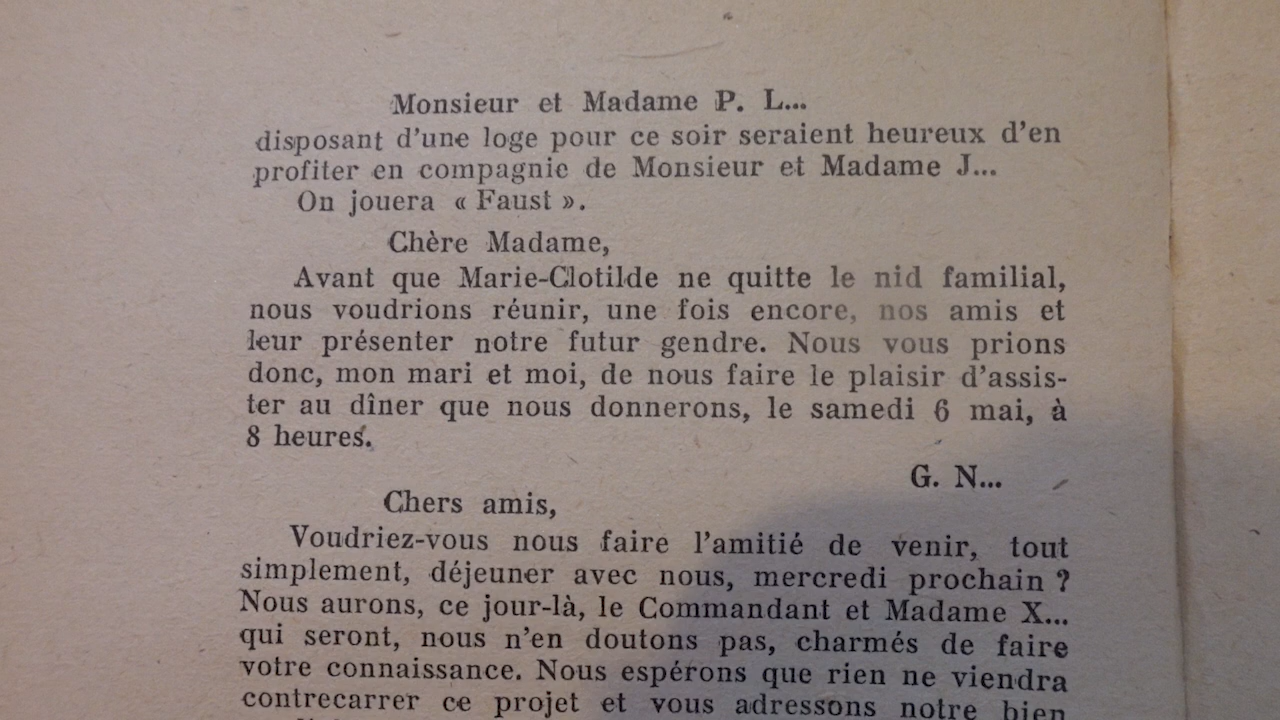 Monsieur et Madame P. L...
disposant d'une loge pour ce soir seraient heureux d'en
profiter en compagnie de Monsieur et Madame J...
On jouera « Faust ».
Chère Madame,
Avant que Marie-Clotilde ne quitte le nid familial,
nous voudrions réunir, une fois encore, nos amis et
leur présenter notre futur gendre. Nous vous prions
donc, mon mari et moi, de nous faire le plaisir d'assis-
ter au dîner que nous donnerons, le samedi 6 mai, à
8 heures.
G. N...
Chers amis,
Voudriez-vous nous faire l'amitié de venir, tout
simplement, déjeuner avec nous, mercredi prochain ?
Nous aurons, ce jour-là, le Commandant et Madame X...
qui seront, nous n'en doutons pas, charmés de faire
votre connaissance. Nous espérons que rien ne viendra
contrecarrer ce projet et vous adressons notre bien